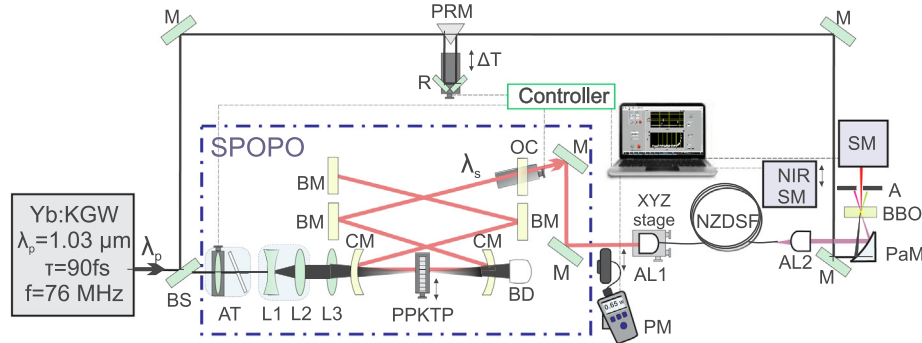 M
PRM
M
ΔT
R
Controller
SPOPO
OC
M
SM
λs
BM
NIR
SM
A
Yb:KGW
λp=1.03 μm
τ=90fs
f=76 MHz
λp
BM
BM
XYZ
stage
NZDSF
BBO
CM
CM
PaM
BS
M
AL1
AL2
M
AT
L1
L2
L3
PPKTP
BD
0.65 W
PM